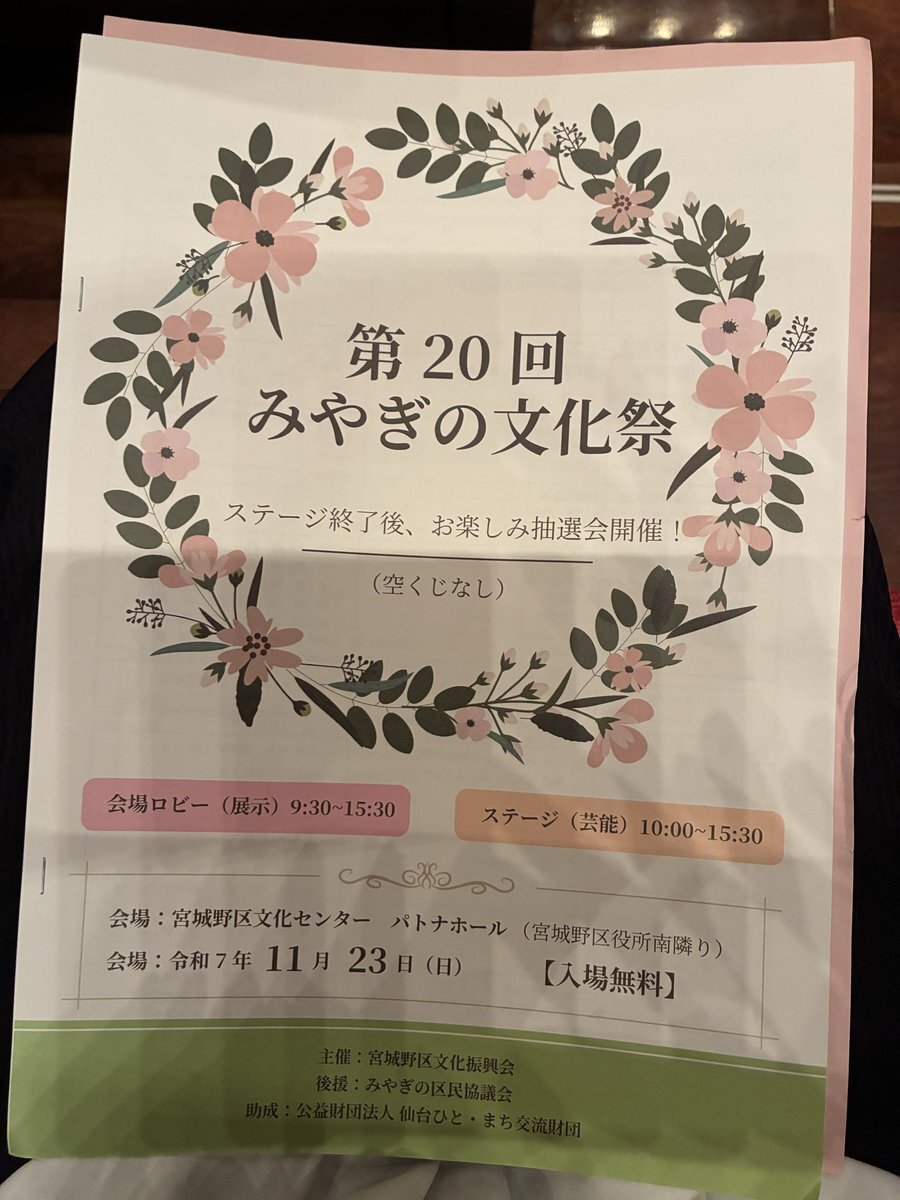 第20回
みやぎの文化祭
ステージ終了後、お楽しみ抽選会開催！
（空くじなし）
会場ロビー（展示）9:30~15:30
ステージ（芸能）10:00~15:30
会場：宮城野区文化センター　パトナホール（宮城野区役所南隣り）
会場：令和７年 11月 23日（日）　【入場無料】
主催：宮城野区文化振興会
後援：みやぎの区民協議会
助成：公益財団法人 仙台ひと・まち交流財団